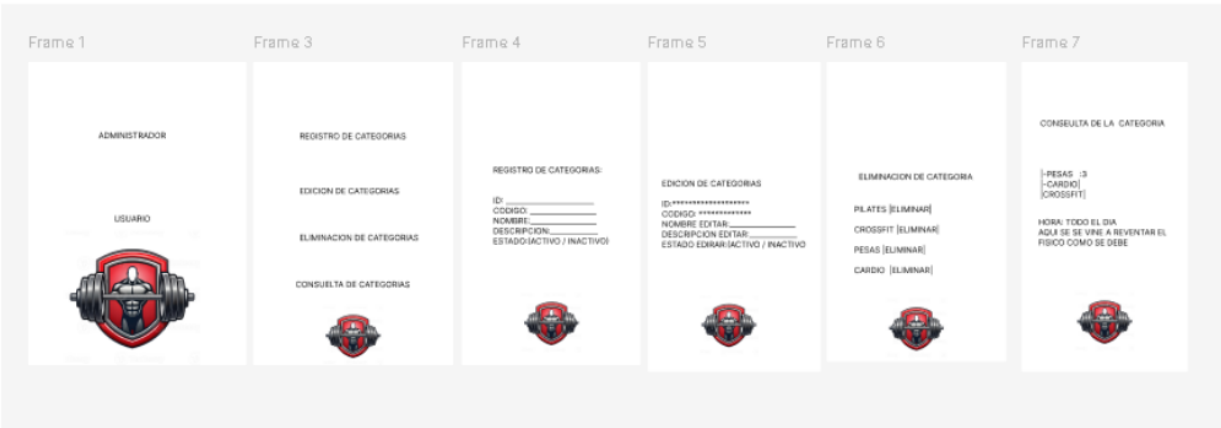 Frame 1
ADMINISTRADOR
USUARIO
Frame 3
REGISTRO DE CATEGORIAS
EDICION DE CATEGORIAS
ELIMINACION DE CATEGORIAS
CONSUELTA DE CATEGORIAS
Frame 4
REGISTRO DE CATEGORIAS:
ID: ____________________
CODIGO: _______________
NOMBRE:_______________
DESCRIPCION:___________
ESTADO:(ACTIVO / INACTIVO)
Frame 5
EDICION DE CATEGORIAS
ID:*******************
CODIGO: *************
NOMBRE EDITAR:_______________
DESCRIPCION EDITAR:___________
ESTADO EDIRAR:(ACTIVO / INACTIVO
Frame 6
ELIMINACION DE CATEGORIA
PILATES |ELIMINAR|
CROSSFIT |ELIMINAR|
PESAS |ELIMINAR|
CARDIO |ELIMINAR|
Frame 7
CONSEULTA DE LA CATEGORIA
|-PESAS :3
|-CARDIO|
|CROSSFIT|
HORA: TODO EL DIA
AQUI SE SE VINE A REVENTAR EL
FISICO COMO SE DEBE